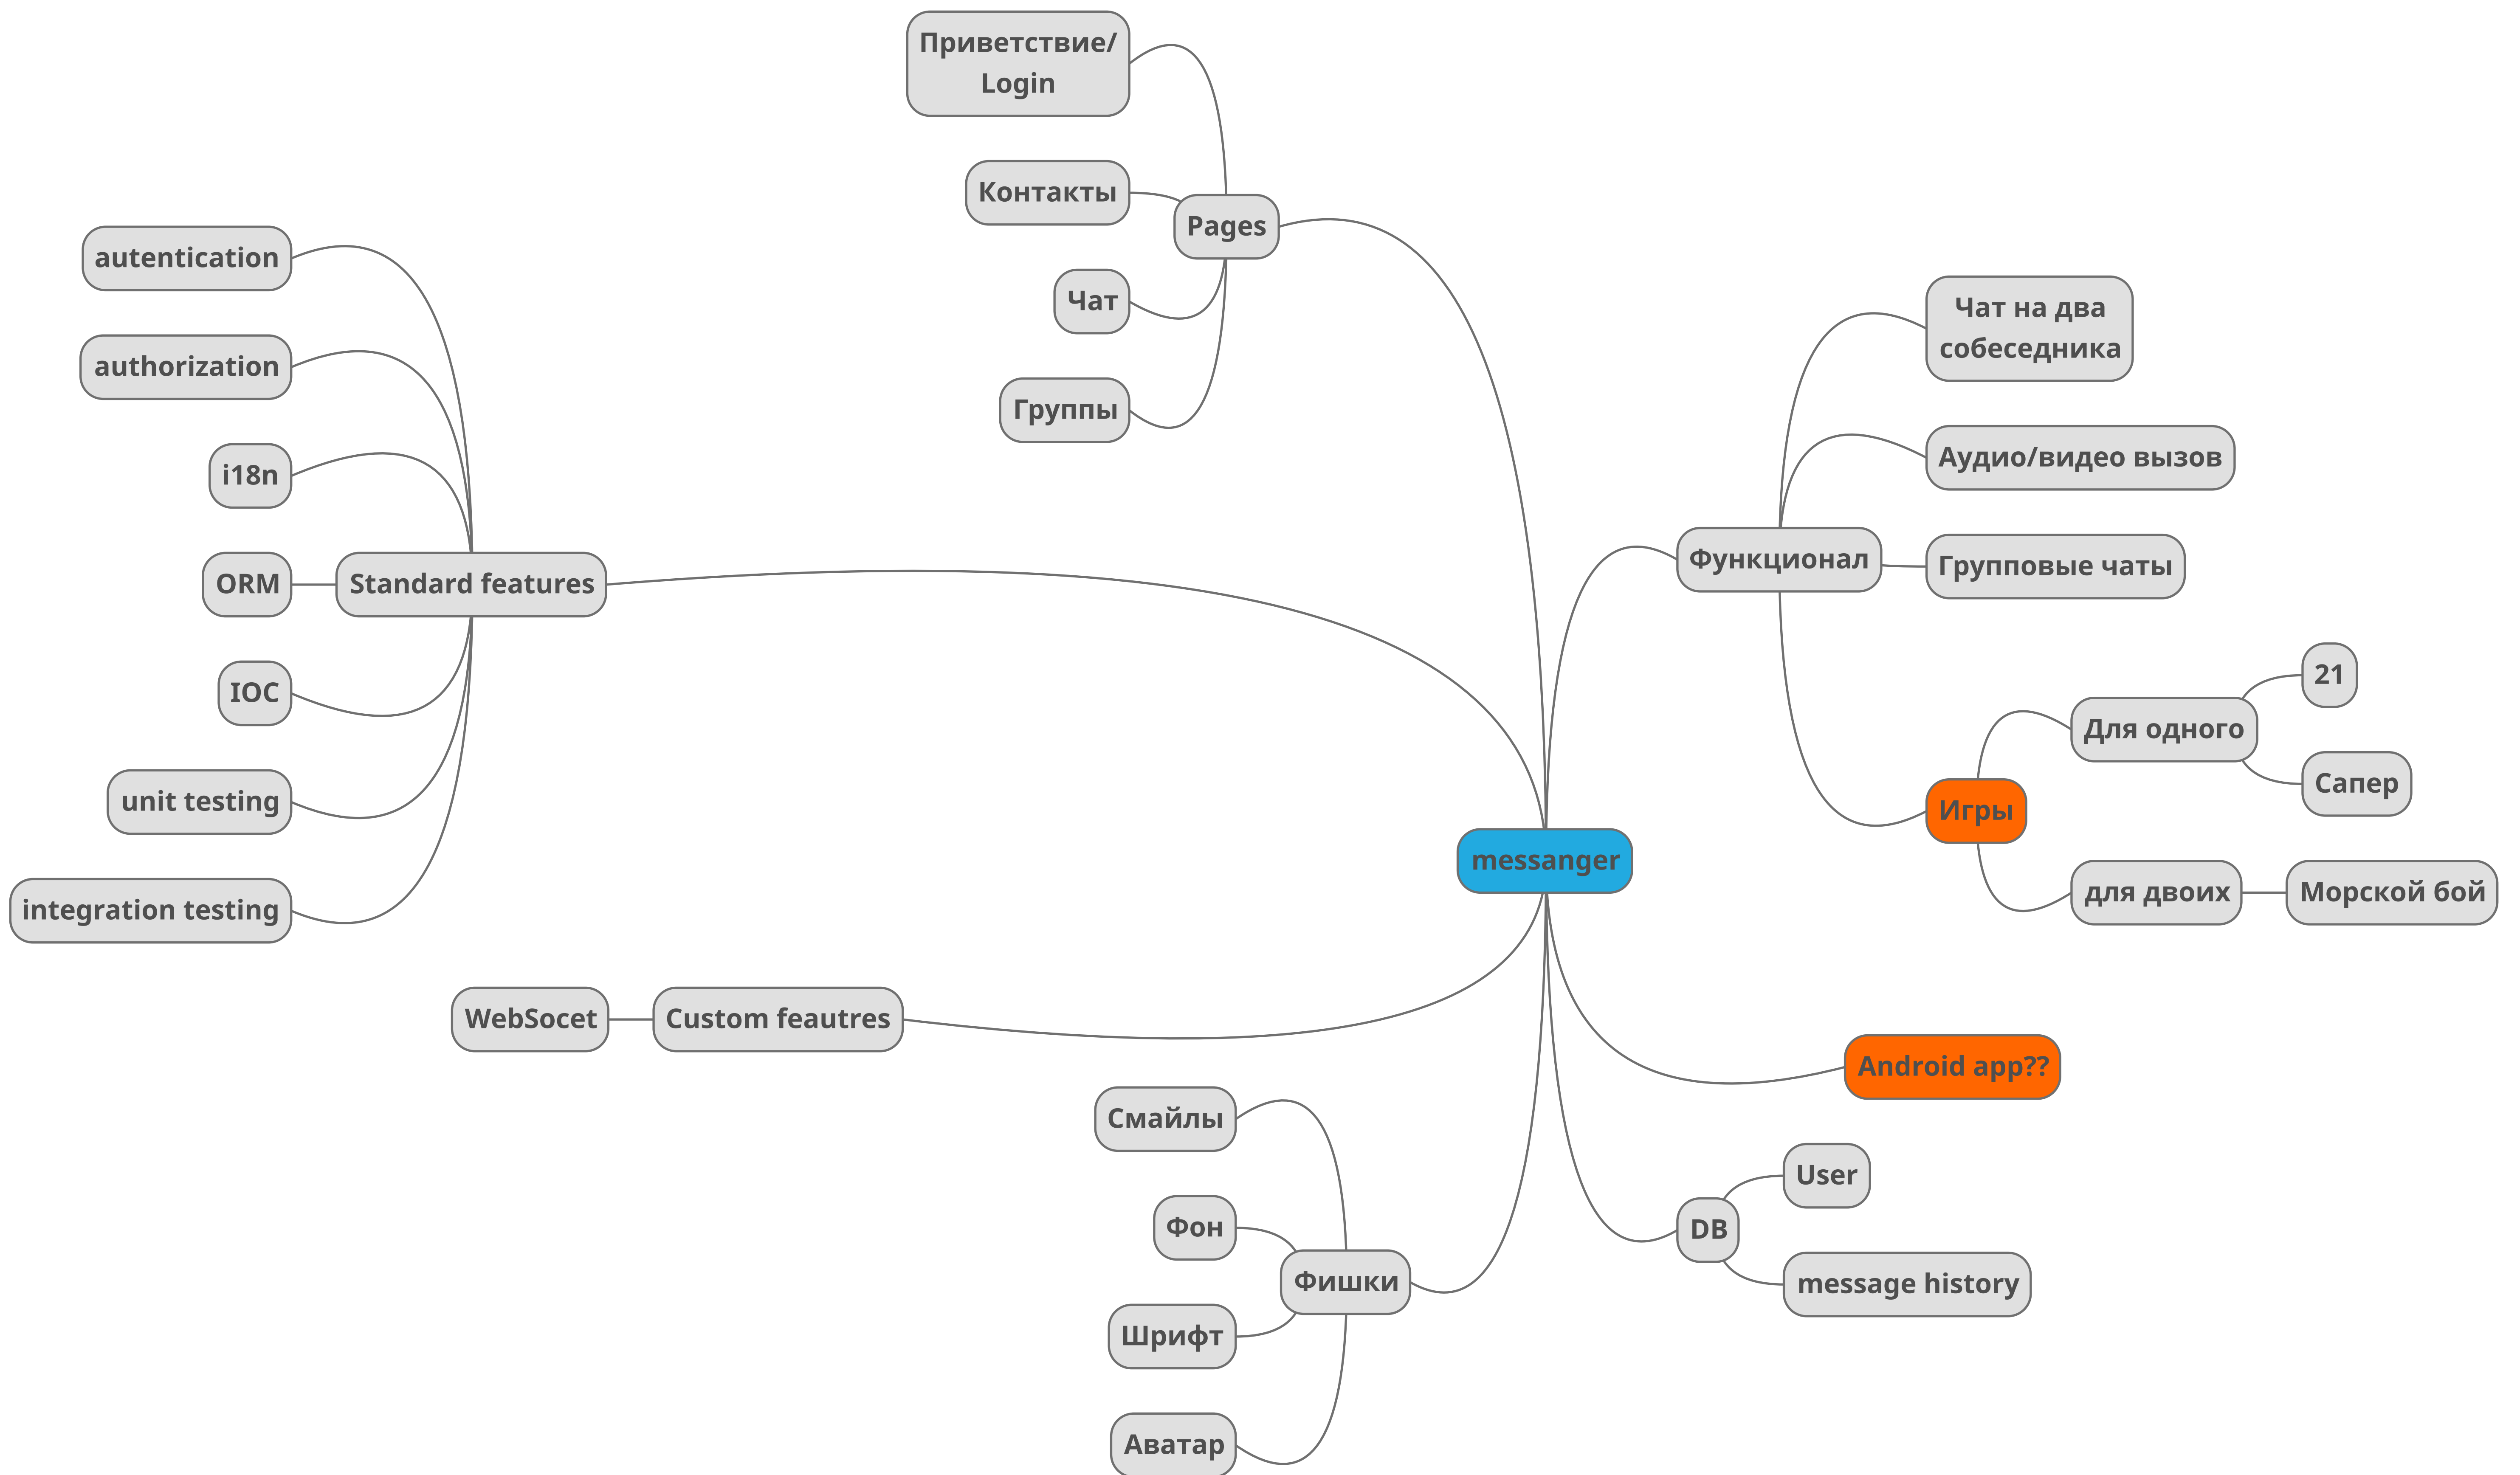 Приветствие/
Login
Контакты
Pages
Чат
Группы
autentication
authorization
i18n
ORM
Standard features
IOC
unit testing
integration testing
Чат на два
собеседника
Аудио/видео вызов
Функционал
Групповые чаты
21
Для одного
Сапер
Игры
для двоих
Морской бой
messanger
WebSocet
Custom feautres
Android app??
Смайлы
Фон
Фишки
Шрифт
Аватар
User
DB
message history